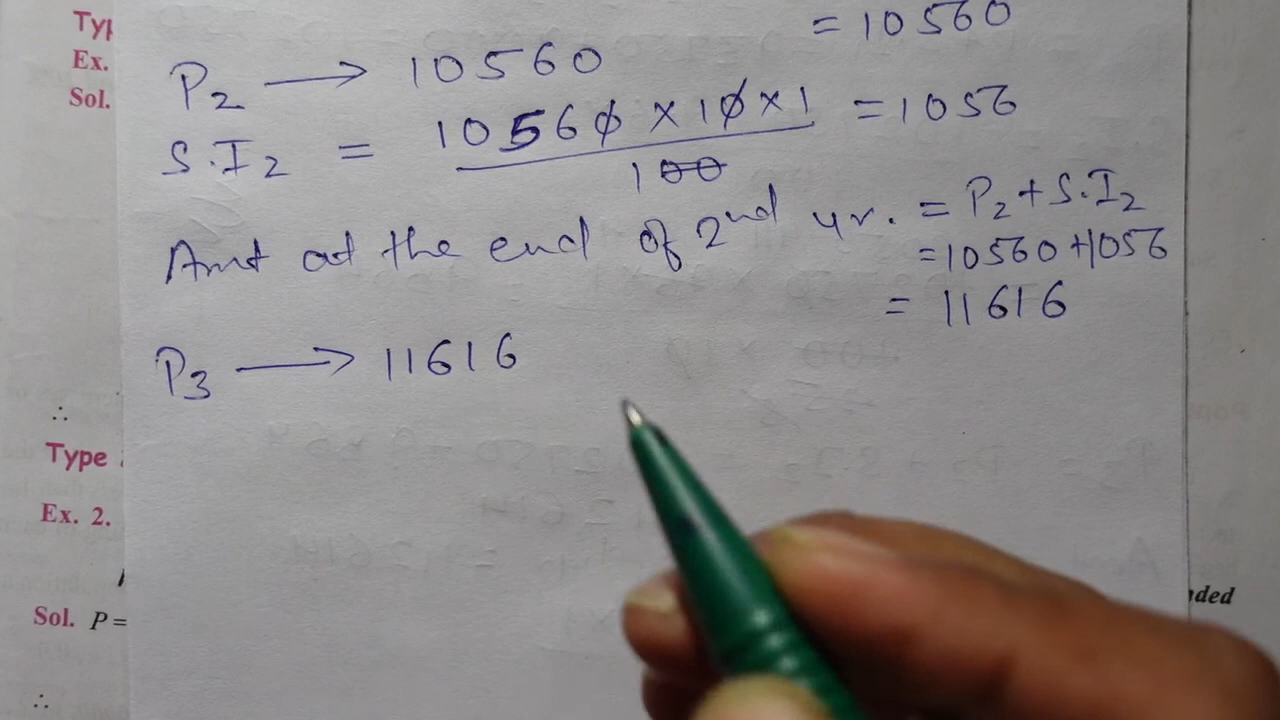 Typ
= 10560
Ex.
P2 → 10560
Sol.
S.I2 = 10560 × 10 × 1 / 100 = 1056
Amt at the end of 2nd yr. = P2 + S.I2
= 10560 + 1056
= 11616
P3 → 11616
∴
Type
Ex. 2.
nded
Sol. P =
∴